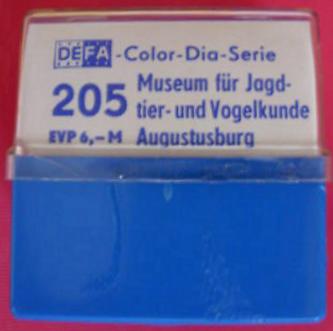 DEFA-Color-Dia-Serie
205 Museum für Jagd-
tier- und Vogelkunde
EVP 6,– M Augustusburg